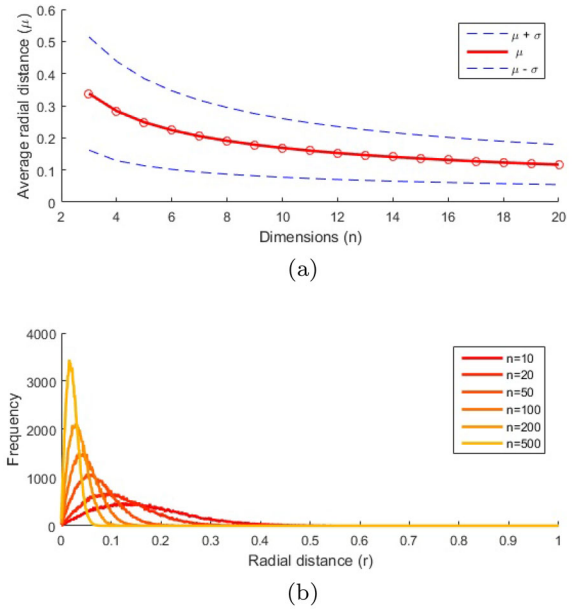 0.6
0.5
0.4
0.3
0.2
0.1
0
Average radial distance (μ)
μ + σ
μ
μ - σ
2 4 6 8 10 12 14 16 18 20
Dimensions (n)
(a)
4000
3000
2000
1000
0
Frequency
n=10
n=20
n=50
n=100
n=200
n=500
0 0.1 0.2 0.3 0.4 0.5 0.6 0.7 0.8 0.9 1
Radial distance (r)
(b)